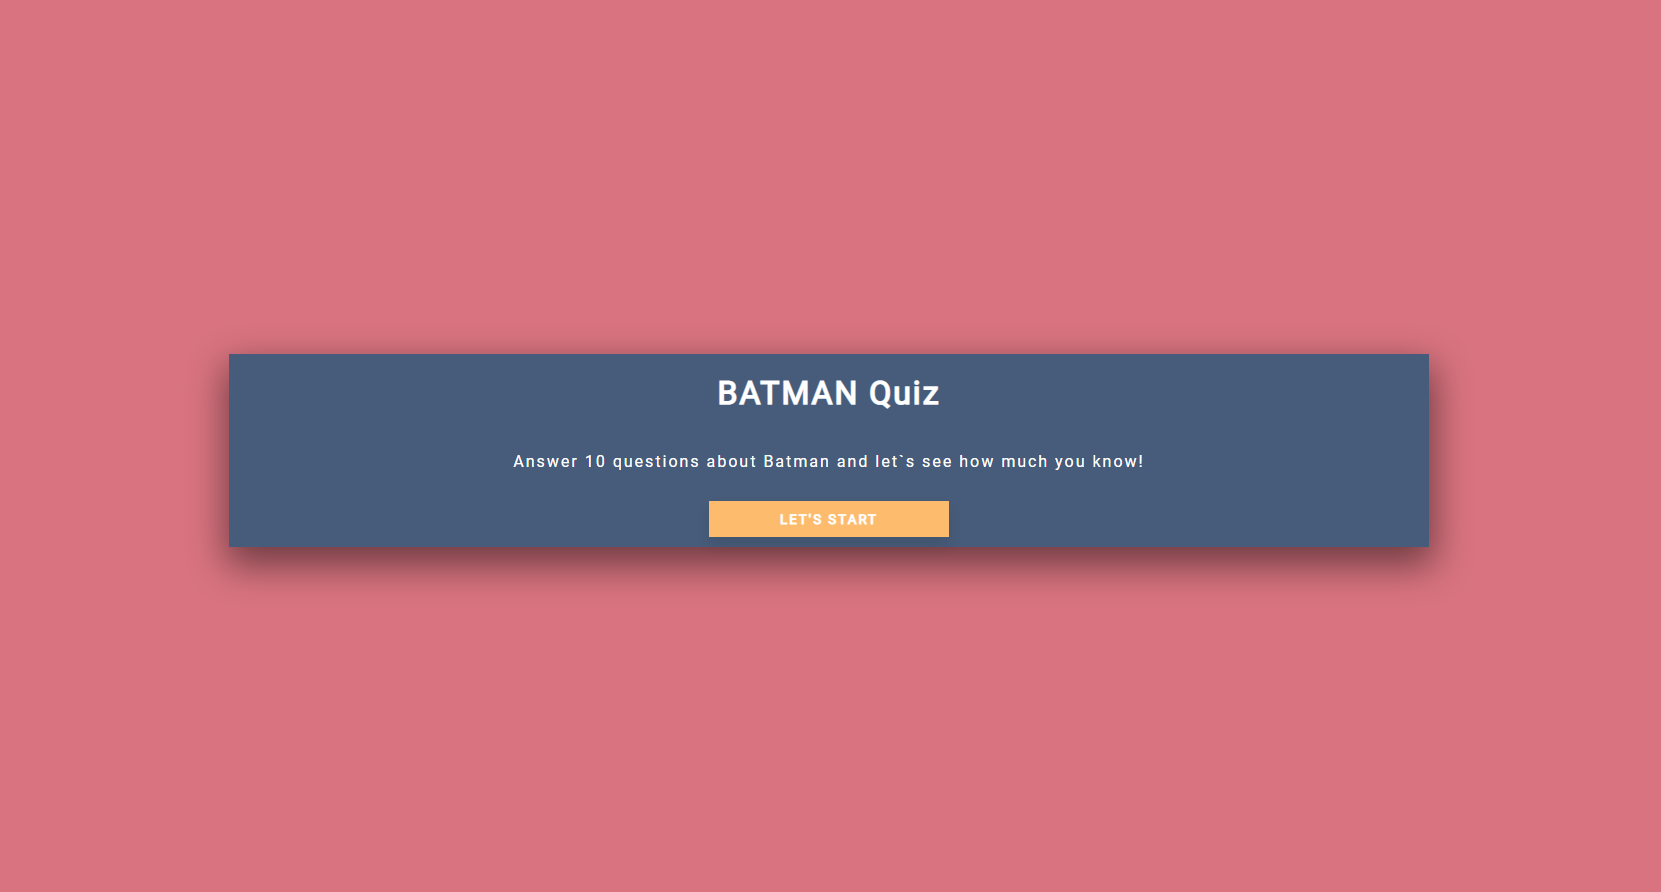 BATMAN Quiz
Answer 10 questions about Batman and let`s see how much you know!
LET'S START